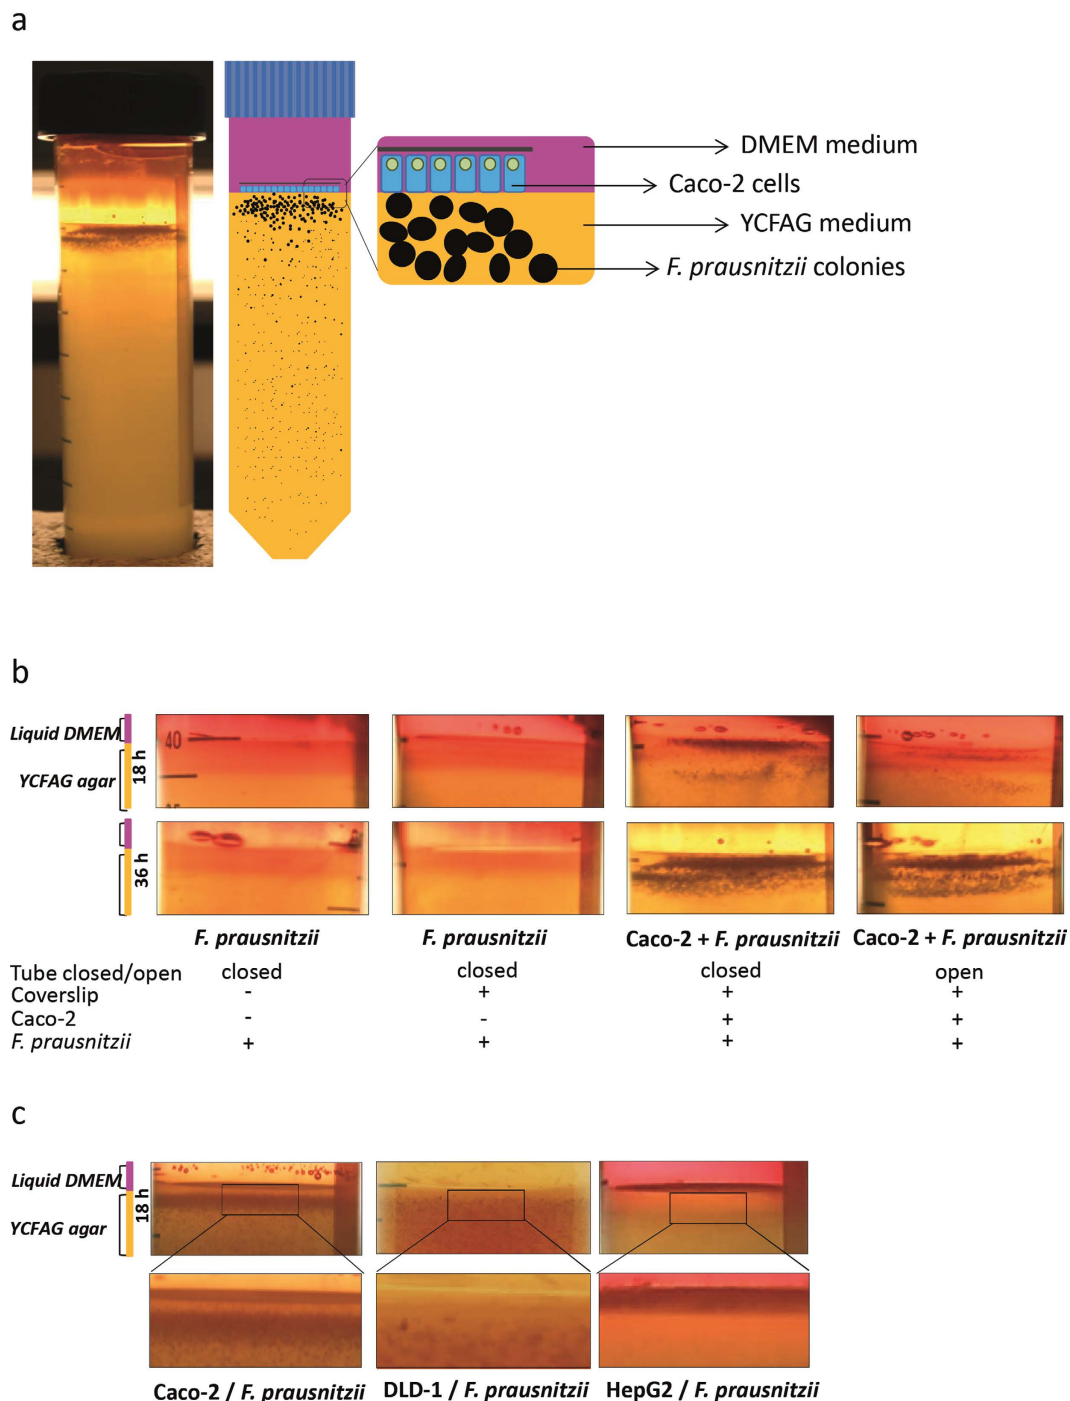 a
DMEM medium
Caco-2 cells
YCFAG medium
F. prausnitzii colonies
b
Liquid DMEM
YCFAG agar
18 h
40
36 h
F. prausnitzii
F. prausnitzii
Caco-2 + F. prausnitzii
Caco-2 + F. prausnitzii
Tube closed/open closed closed closed open
Coverslip - + + +
Caco-2 - - + +
F. prausnitzii + + + +
c
Liquid DMEM
YCFAG agar
18 h
Caco-2 / F. prausnitzii
DLD-1 / F. prausnitzii
HepG2 / F. prausnitzii